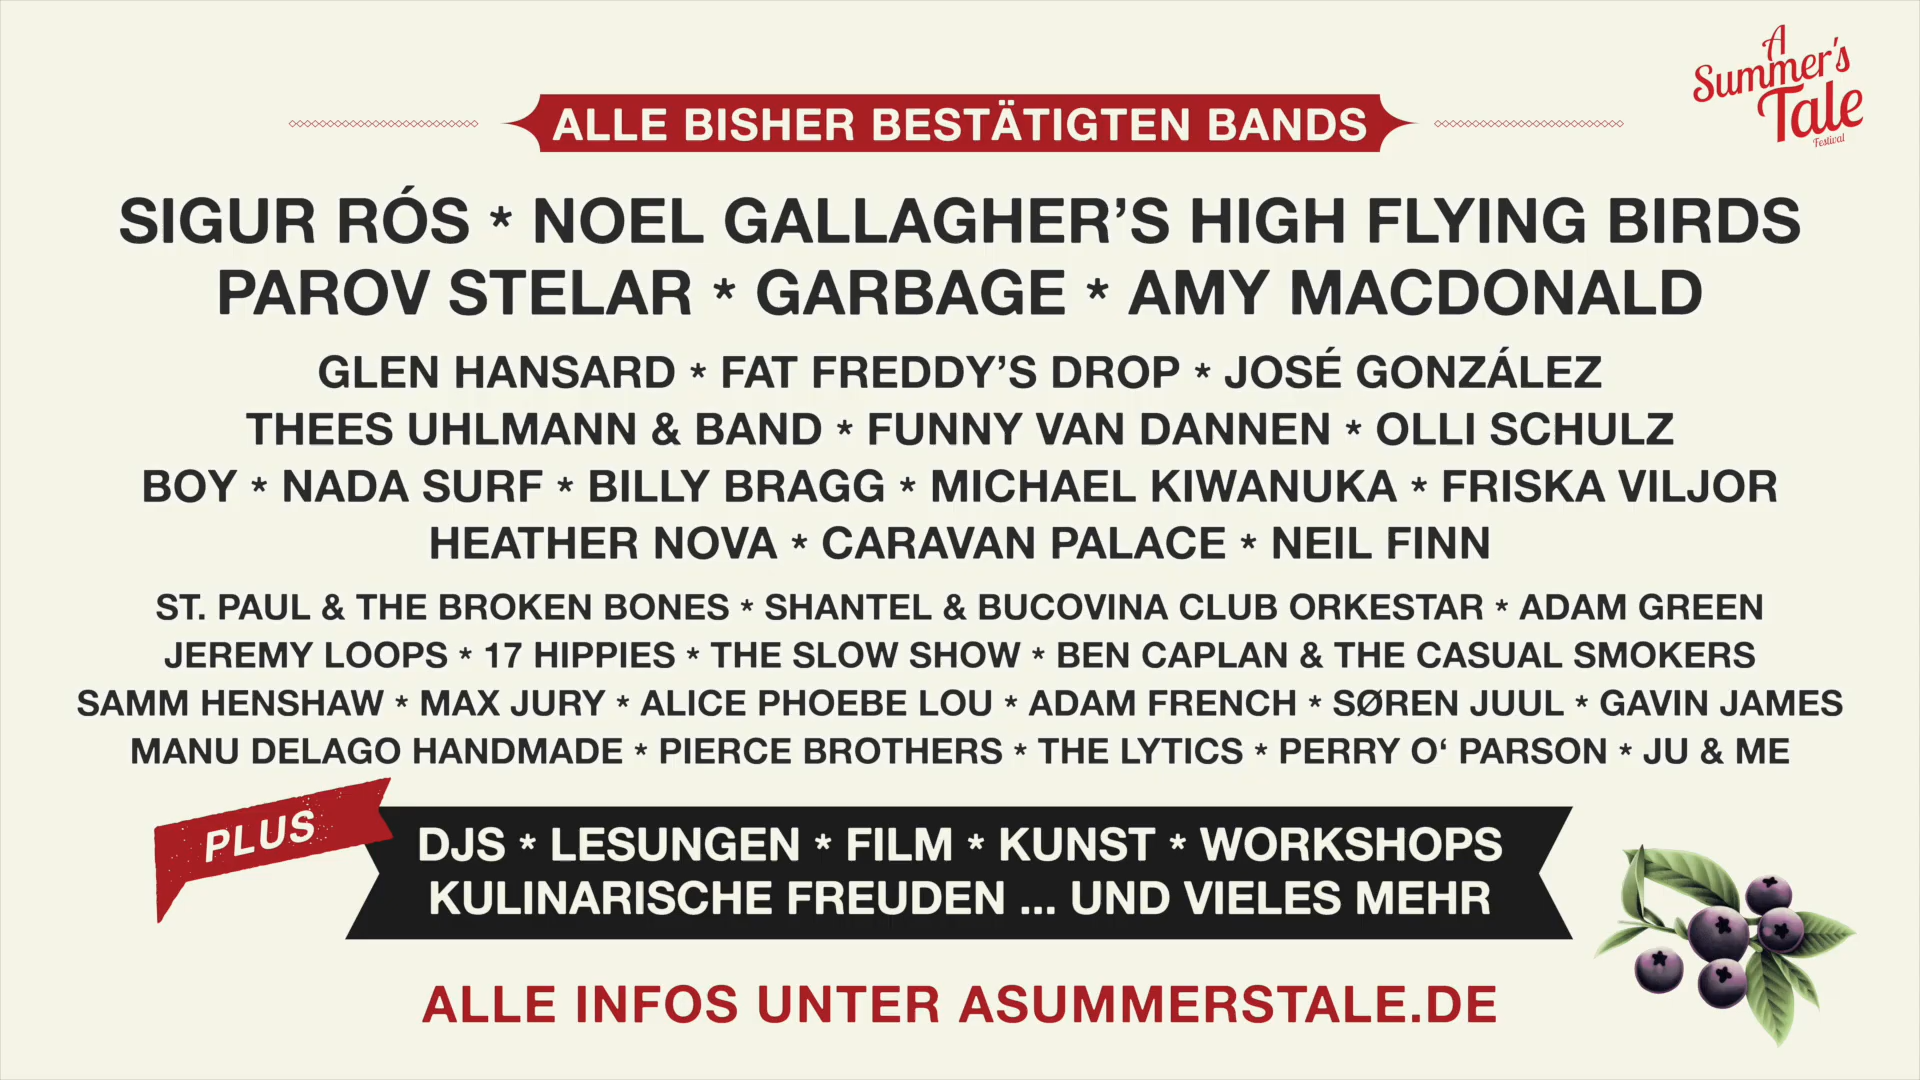 A
Summer's
Tale
Festival
ALLE BISHER BESTÄTIGTEN BANDS
SIGUR RÓS * NOEL GALLAGHER’S HIGH FLYING BIRDS
PAROV STELAR * GARBAGE * AMY MACDONALD
GLEN HANSARD * FAT FREDDY’S DROP * JOSÉ GONZÁLEZ
THEES UHLMANN & BAND * FUNNY VAN DANNEN * OLLI SCHULZ
BOY * NADA SURF * BILLY BRAGG * MICHAEL KIWANUKA * FRISKA VILJOR
HEATHER NOVA * CARAVAN PALACE * NEIL FINN
ST. PAUL & THE BROKEN BONES * SHANTEL & BUCOVINA CLUB ORKESTAR * ADAM GREEN
JEREMY LOOPS * 17 HIPPIES * THE SLOW SHOW * BEN CAPLAN & THE CASUAL SMOKERS
SAMM HENSHAW * MAX JURY * ALICE PHOEBE LOU * ADAM FRENCH * SØREN JUUL * GAVIN JAMES
MANU DELAGO HANDMADE * PIERCE BROTHERS * THE LYTICS * PERRY O‘ PARSON * JU & ME
PLUS
DJS * LESUNGEN * FILM * KUNST * WORKSHOPS
KULINARISCHE FREUDEN ... UND VIELES MEHR
ALLE INFOS UNTER ASUMMERSTALE.DE